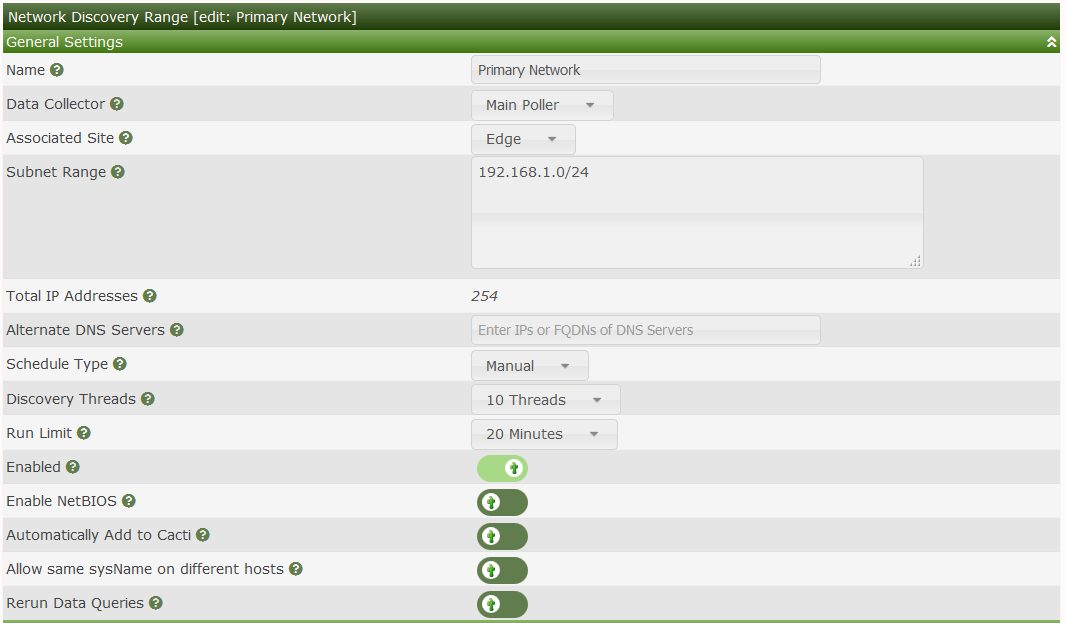 Network Discovery Range [edit: Primary Network]
General Settings
Name
Primary Network
Data Collector
Main Poller
Associated Site
Edge
Subnet Range
192.168.1.0/24
Total IP Addresses
254
Alternate DNS Servers
Enter IPs or FQDNs of DNS Servers
Schedule Type
Manual
Discovery Threads
10 Threads
Run Limit
20 Minutes
Enabled
Enable NetBIOS
Automatically Add to Cacti
Allow same sysName on different hosts
Rerun Data Queries